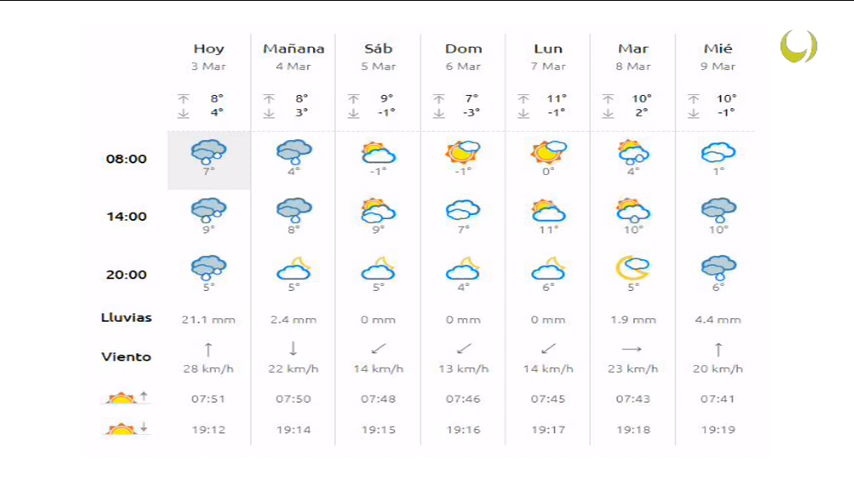 Hoy Mañana Sáb Dom Lun Mar Mié
3 Mar 4 Mar 5 Mar 6 Mar 7 Mar 8 Mar 9 Mar
8° 8° 9° 7° 11° 10° 10°
4° 3° -1° -3° -1° 2° -1°
08:00
7° 4° -1° -1° 0° 4° 1°
14:00
9° 8° 9° 7° 11° 10° 10°
20:00
5° 5° 5° 4° 6° 5° 6°
Lluvias 21.1 mm 2.4 mm 0 mm 0 mm 0 mm 1.9 mm 4.4 mm
Viento
28 km/h 22 km/h 14 km/h 13 km/h 14 km/h 23 km/h 20 km/h
07:51 07:50 07:48 07:46 07:45 07:43 07:41
19:12 19:14 19:15 19:16 19:17 19:18 19:19